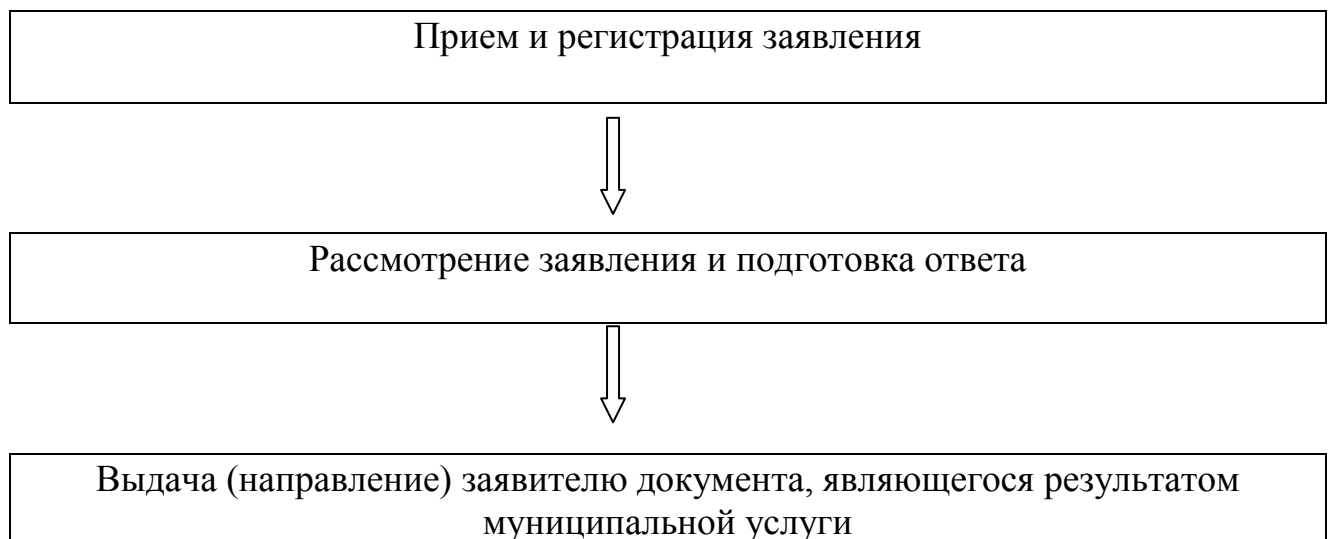 Прием и регистрация заявления
Рассмотрение заявления и подготовка ответа
Выдача (направление) заявителю документа, являющегося результатом
муниципальной услуги